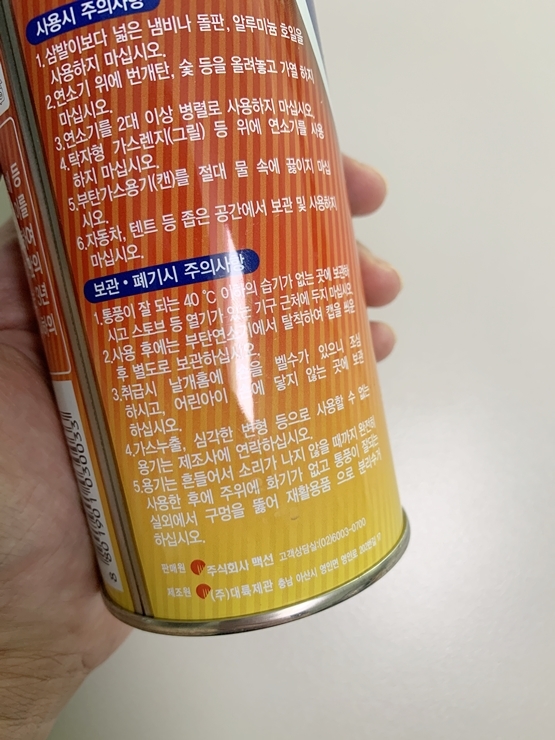 사용시 주의사항
1.삼발이보다 넓은 냄비나 돌판, 알루미늄 호일을
사용하지 마십시오.
2.연소기 위에 번개탄, 숯 등을 올려놓고 가열 하지
마십시오.
3.연소기를 2대 이상 병렬로 사용하지 마십시오.
4.탁자형 가스렌지(그릴) 등 위에 연소기를 사용
하지 마십시오.
5.부탄가스용기(캔)를 절대 물 속에 끓이지 마십
시오.
6.자동차, 텐트 등 좁은 공간에서 보관 및 사용하지
마십시오.
보관·폐기시 주의사항
1.통풍이 잘 되는 40℃ 이하의 습기가 없는 곳에 보관하
시고 스토브 등 열기가 있는 기구 근처에 두지 마십시오.
2.사용 후에는 부탄연소기에서 탈착하여 캡을 씌운
후 별도로 보관하십시오.
3.취급시 날개홈에 손을 벨수가 있으니 조심
하시고, 어린아이 손에 닿지 않는 곳에 보관
하십시오.
4.가스누출, 심각한 변형 등으로 사용할 수 없는
용기는 제조사에 연락하십시오.
5.용기는 흔들어서 소리가 나지 않을 때까지 완전히
사용한 후에 주위에 화기가 없고 통풍이 잘되는
실외에서 구멍을 뚫어 재활용품 으로 분리수거
하십시오.
판매원 주식회사 맥선 고객상담실:(02)6003-0700
제조원 (주)대륙제관 충남 아산시 영인면 영인로